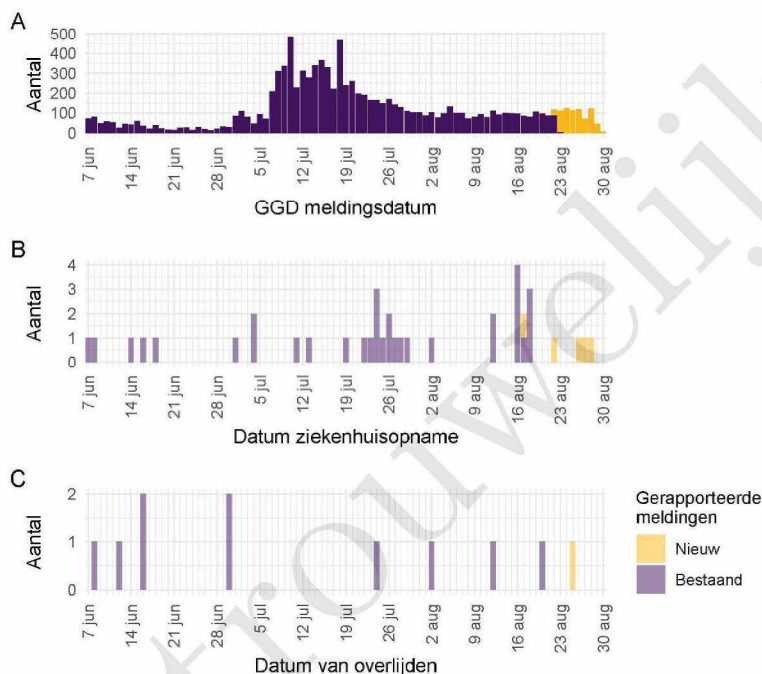 A
Aantal
500
400
300
200
100
0
7 jun
14 jun
21 jun
28 jun
5 jul
12 jul
19 jul
26 jul
2 aug
9 aug
16 aug
23 aug
30 aug
GGD meldingsdatum
B
Aantal
4
3
2
1
0
7 jun
14 jun
21 jun
28 jun
5 jul
12 jul
19 jul
26 jul
2 aug
9 aug
16 aug
23 aug
30 aug
Datum ziekenhuisopname
C
Aantal
2
1
0
7 jun
14 jun
21 jun
28 jun
5 jul
12 jul
19 jul
26 jul
2 aug
9 aug
16 aug
23 aug
30 aug
Datum van overlijden
Gerapporteerde
meldingen
Nieuw
Bestaand
trouwelij